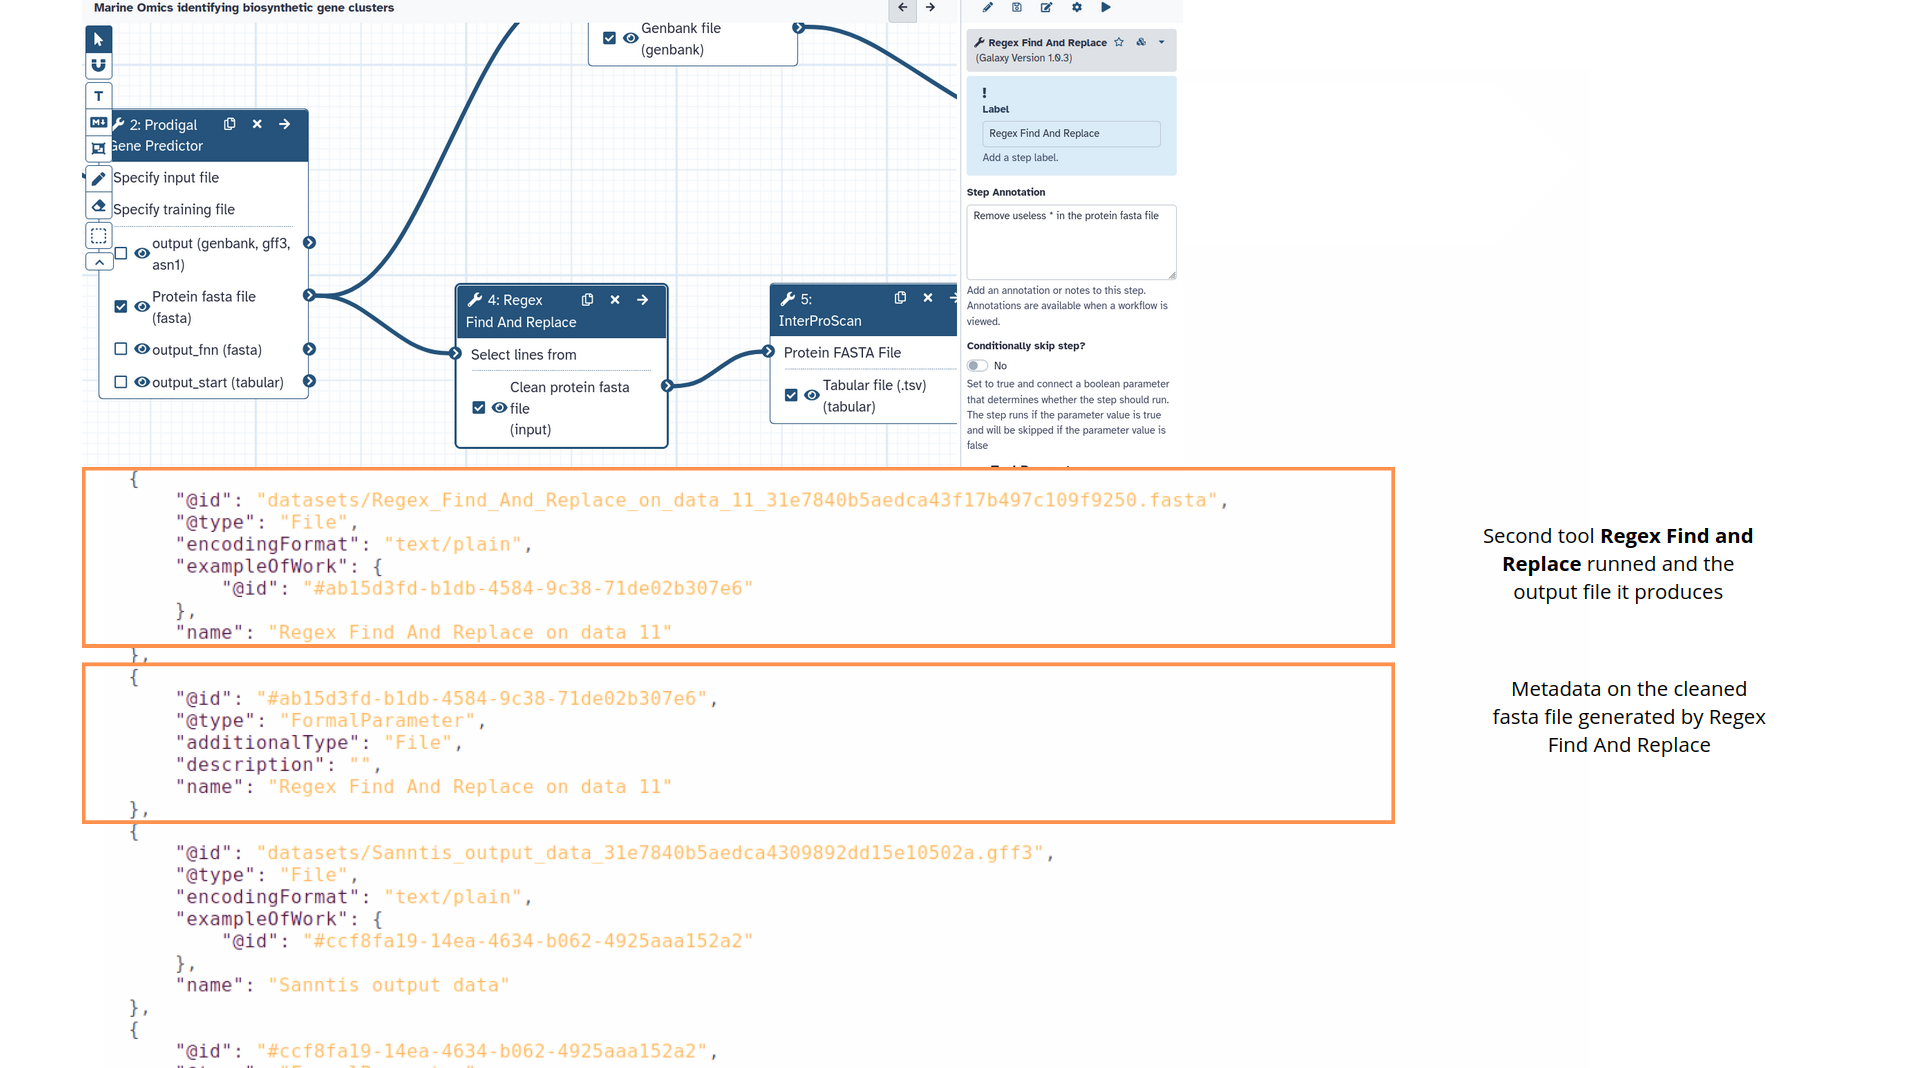 Marine Omics identifying biosynthetic gene clusters
Genbank file
(genbank)
T
M
2: Prodigal
Gene Predictor
Specify input file
Specify training file
output (genbank, gff3,
asn1)
Protein fasta file
(fasta)
output_fnn (fasta)
output_start (tabular)
4: Regex
Find And Replace
Select lines from
Clean protein fasta
file
(input)
5:
InterProScan
Protein FASTA File
Tabular file (.tsv)
(tabular)
Regex Find And Replace
(Galaxy Version 1.0.3)
!
Label
Regex Find And Replace
Add a step label.
Step Annotation
Remove useless * in the protein fasta file
Add an annotation or notes to this step.
Annotations are available when a workflow is
viewed.
Conditionally skip step?
No
Set to true and connect a boolean parameter
that determines whether the step should run.
The step runs if the parameter value is true
and will be skipped if the parameter value is
false
{
"@id": "datasets/Regex_Find_And_Replace_on_data_11_31e7840b5aedca43f17b497c109f9250.fasta",
"@type": "File",
"encodingFormat": "text/plain",
"exampleOfWork": {
"@id": "#ab15d3fd-b1db-4584-9c38-71de02b307e6"
},
"name": "Regex Find And Replace on data 11"
},
{
"@id": "#ab15d3fd-b1db-4584-9c38-71de02b307e6",
"@type": "FormalParameter",
"additionalType": "File",
"description": "",
"name": "Regex Find And Replace on data 11"
},
{
"@id": "datasets/Sanntis_output_data_31e7840b5aedca4309892dd15e10502a.gff3",
"@type": "File",
"encodingFormat": "text/plain",
"exampleOfWork": {
"@id": "#ccf8fa19-14ea-4634-b062-4925aaa152a2"
},
"name": "Sanntis output data"
},
{
"@id": "#ccf8fa19-14ea-4634-b062-4925aaa152a2",
Second tool Regex Find and
Replace runned and the
output file it produces
Metadata on the cleaned
fasta file generated by Regex
Find And Replace